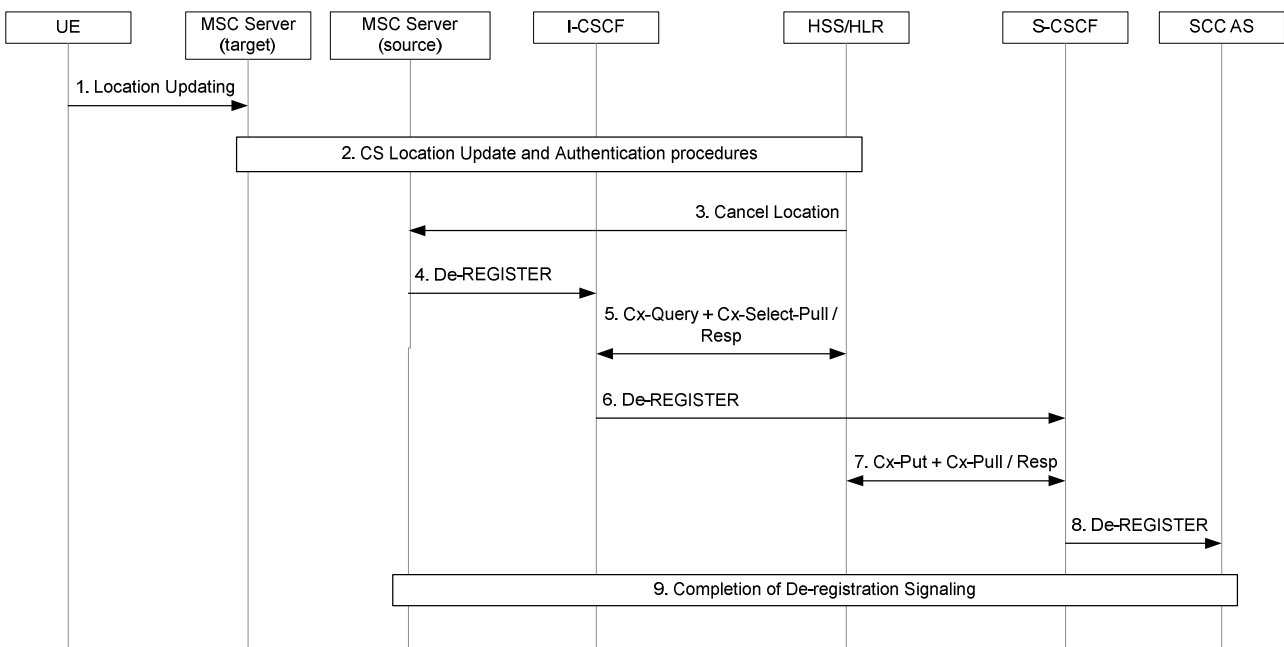 UE
MSC Server
(target)
MSC Server
(source)
I-CSCF
HSS/HLR
S-CSCF
SCC AS
1. Location Updating
2. CS Location Update and Authentication procedures
3. Cancel Location
4. De-REGISTER
5. Cx-Query + Cx-Select-Pull /
Resp
6. De-REGISTER
7. Cx-Put + Cx-Pull / Resp
8. De-REGISTER
9. Completion of De-registration Signaling